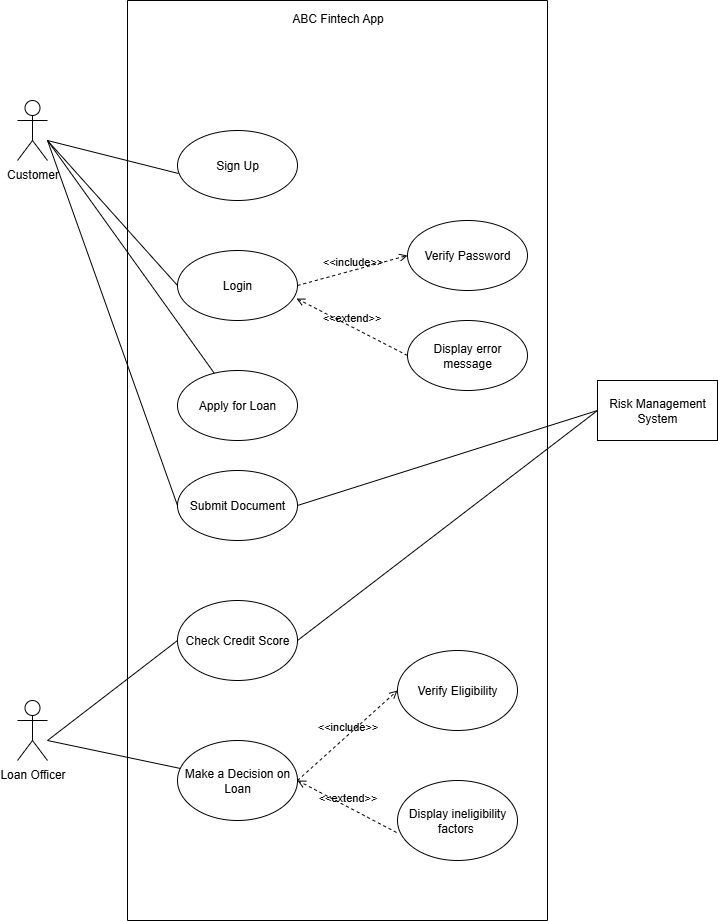 ABC Fintech App
Customer
Sign Up
Login
<<include>>
Verify Password
<<extend>>
Display error
message
Apply for Loan
Risk Management
System
Submit Document
Check Credit Score
Verify Eligibility
<<include>>
Loan Officer
Make a Decision on
Loan
<<extend>>
Display ineligibility
factors